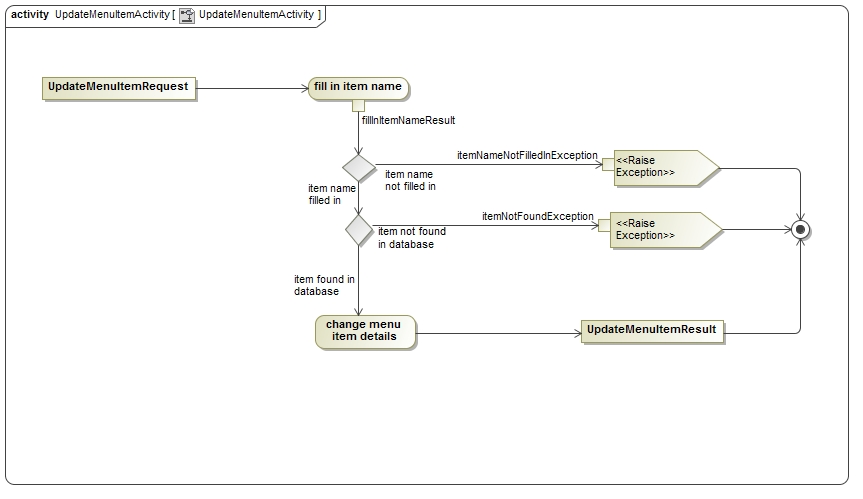 activity UpdateMenuItemActivity [ UpdateMenuItemActivity ]
UpdateMenuItemRequest
fill in item name
fillInItemNameResult
itemNameNotFilledInException
<<Raise
Exception>>
item name
not filled in
item name
filled in
itemNotFoundException
<<Raise
Exception>>
item not found
in database
item found in
database
change menu
item details
UpdateMenuItemResult